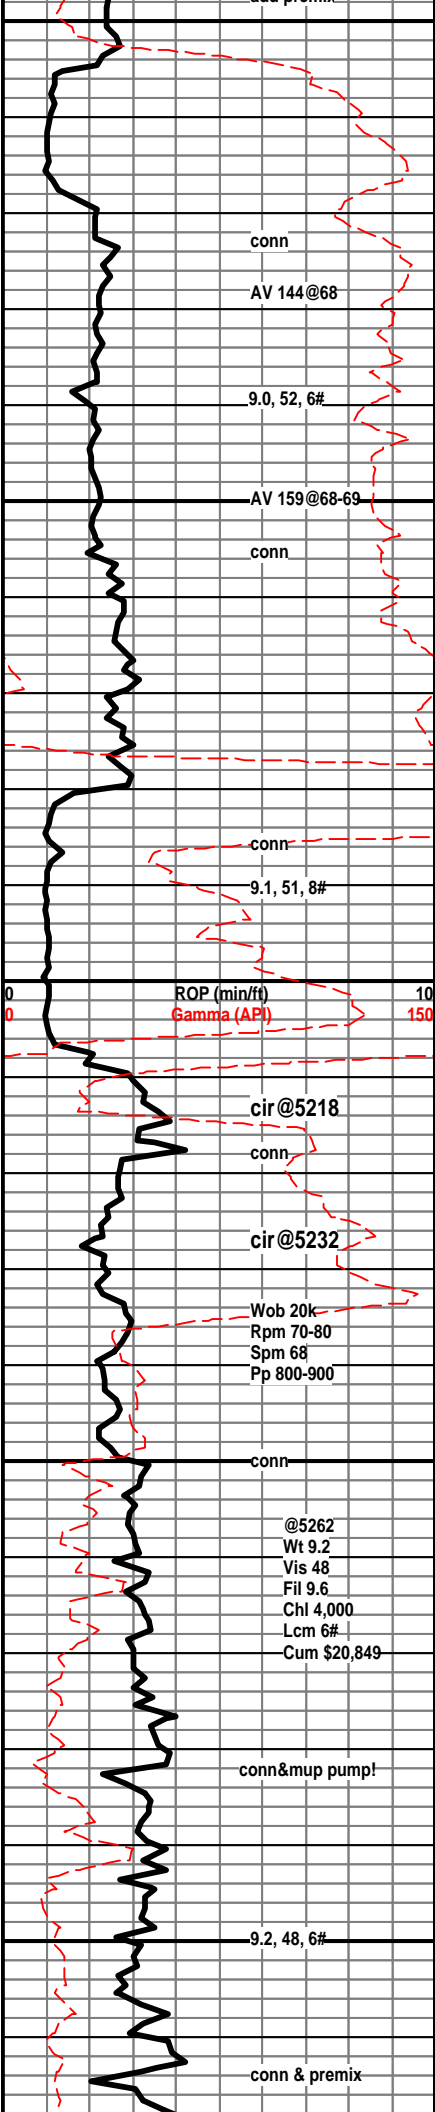 add premix
conn
AV 144@68
9.0, 52, 6#
AV 159@68-69
conn
conn
9.1, 51, 8#
0 ROP (min/ft) 10
0 Gamma (API) 150
cir@5218
conn
cir@5232
Wob 20k
Rpm 70-80
Spm 68
Pp 800-900
conn
@5262
Wt 9.2
Vis 48
Fil 9.6
Chl 4,000
Lcm 6#
Cum $20,849
conn&mup pump!
9.2, 48, 6#
conn & premix